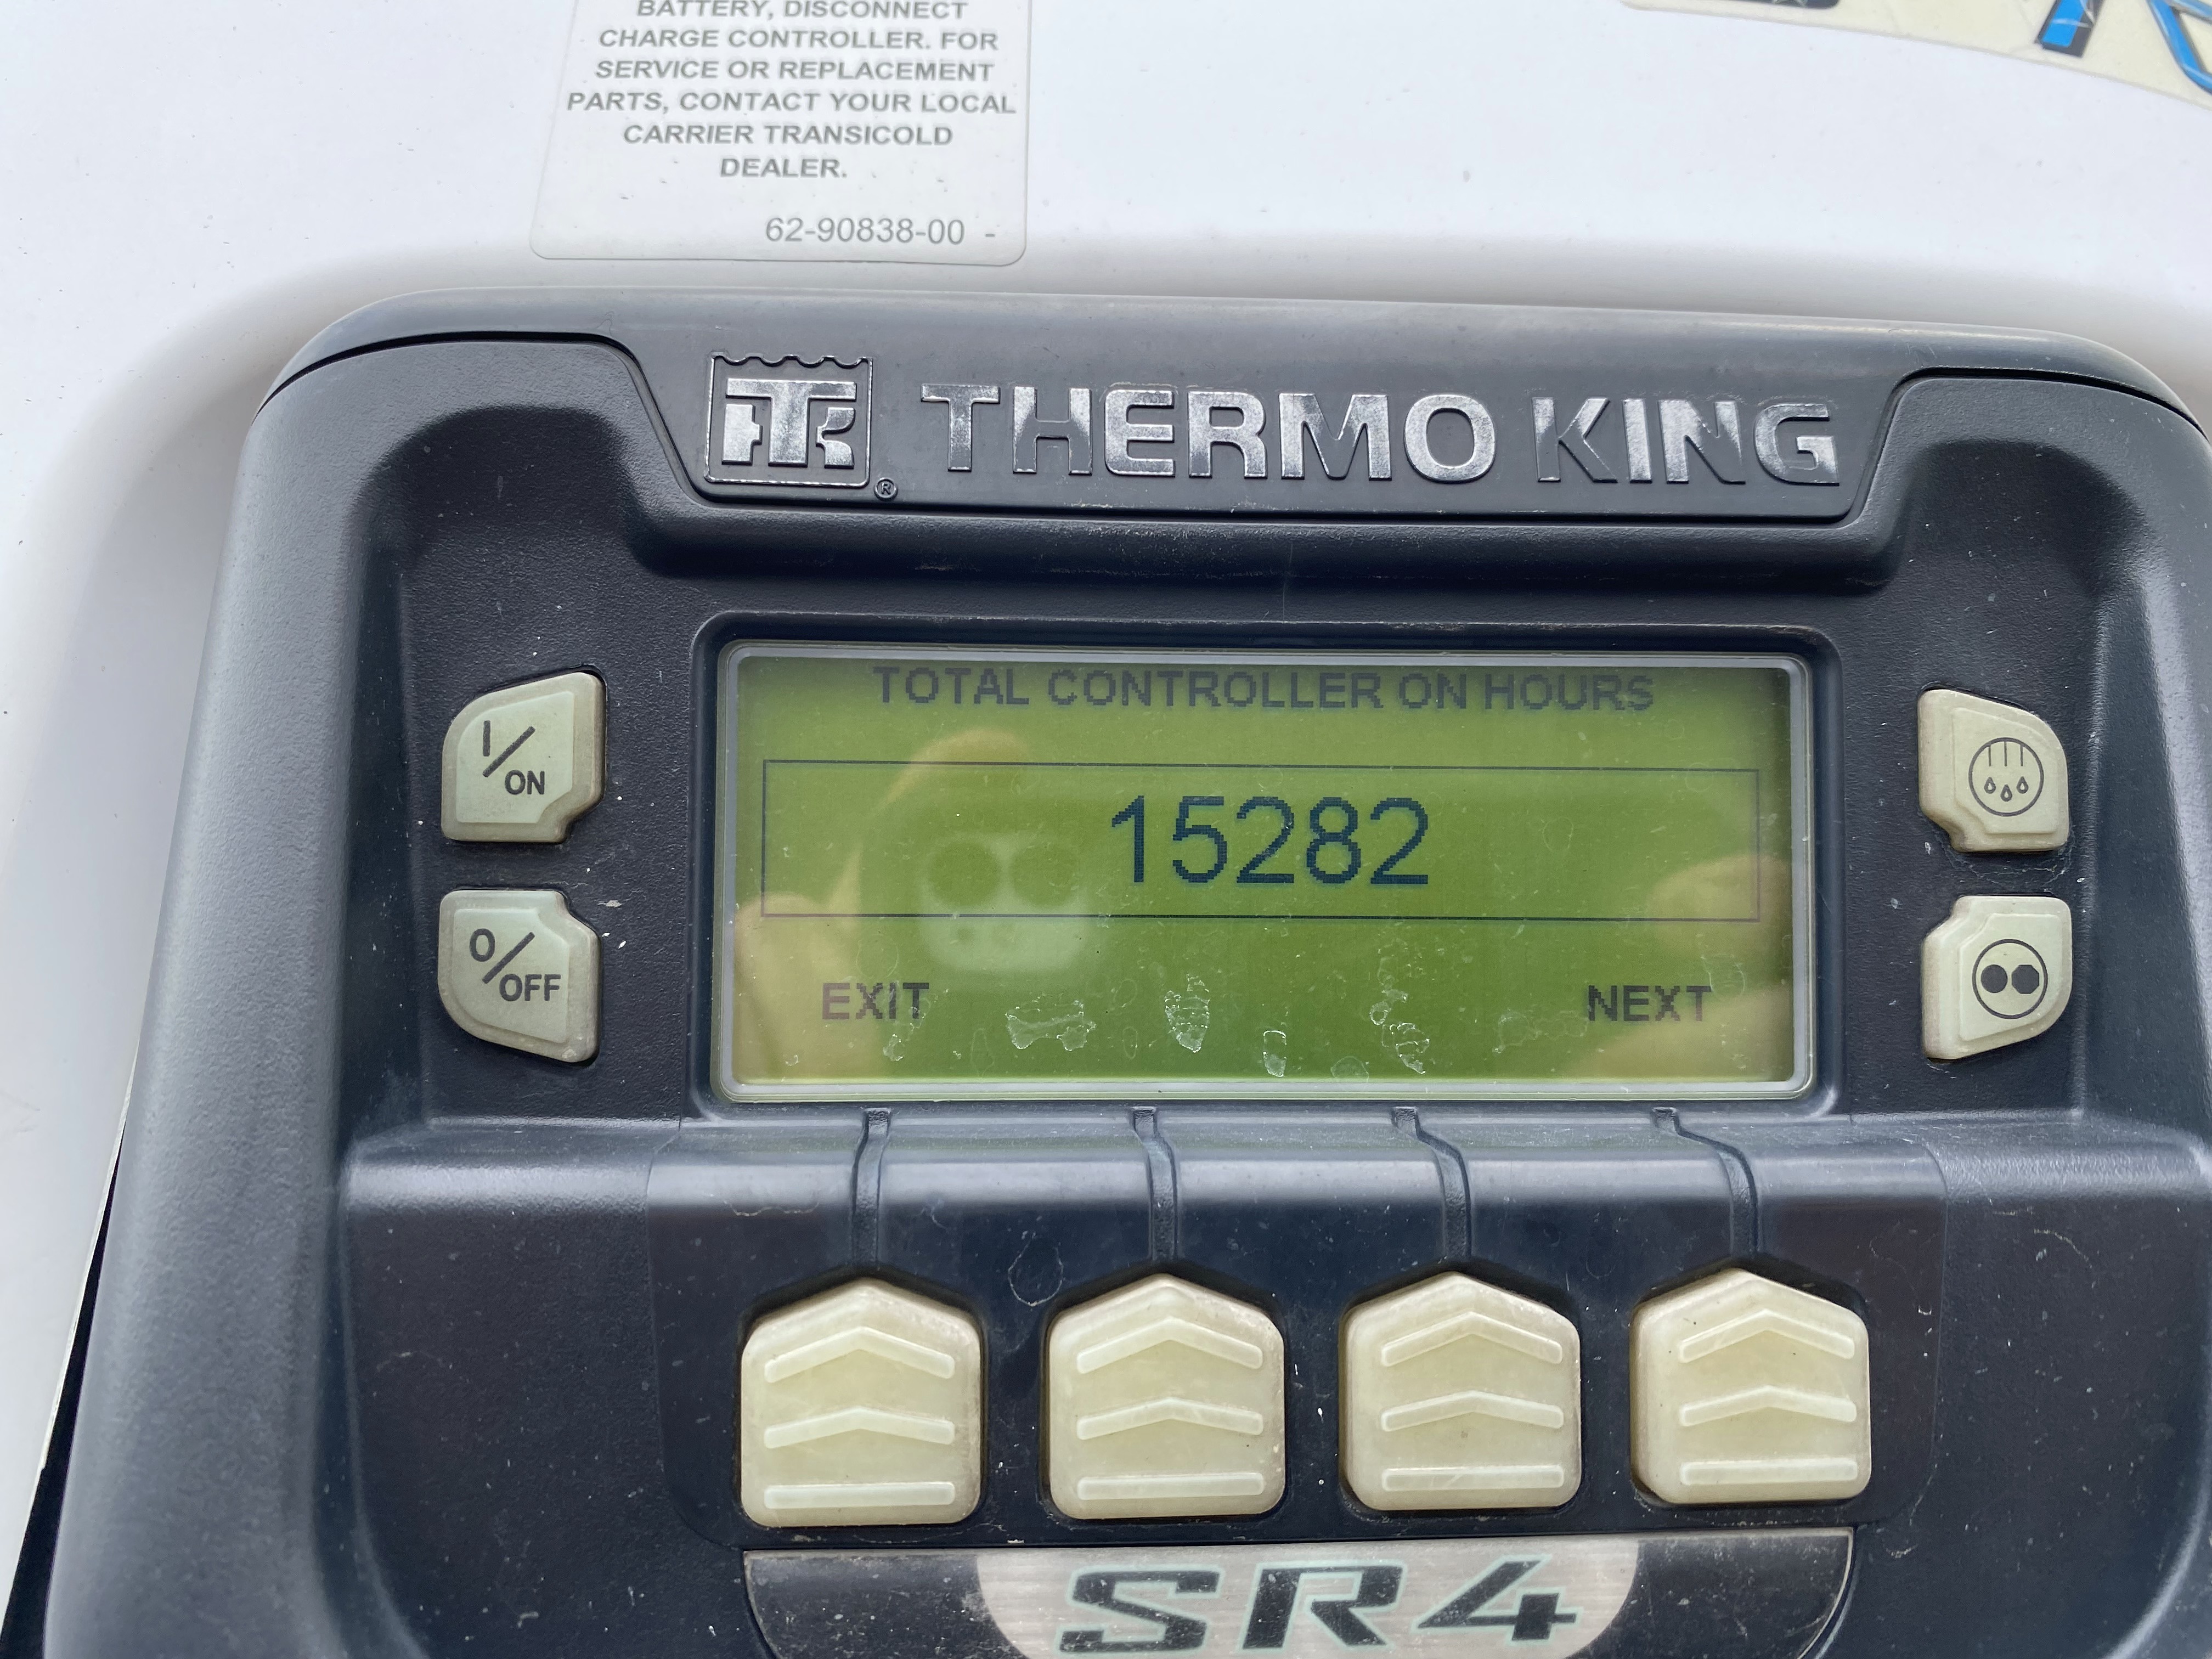 BATTERY, DISCONNECT
CHARGE CONTROLLER. FOR
SERVICE OR REPLACEMENT
PARTS, CONTACT YOUR LOCAL
CARRIER TRANSICOLD
DEALER.
62-90838-00 -
TK ® THERMO KING
TOTAL CONTROLLER ON HOURS
I/ON
15282
O/OFF
EXIT NEXT
SR4